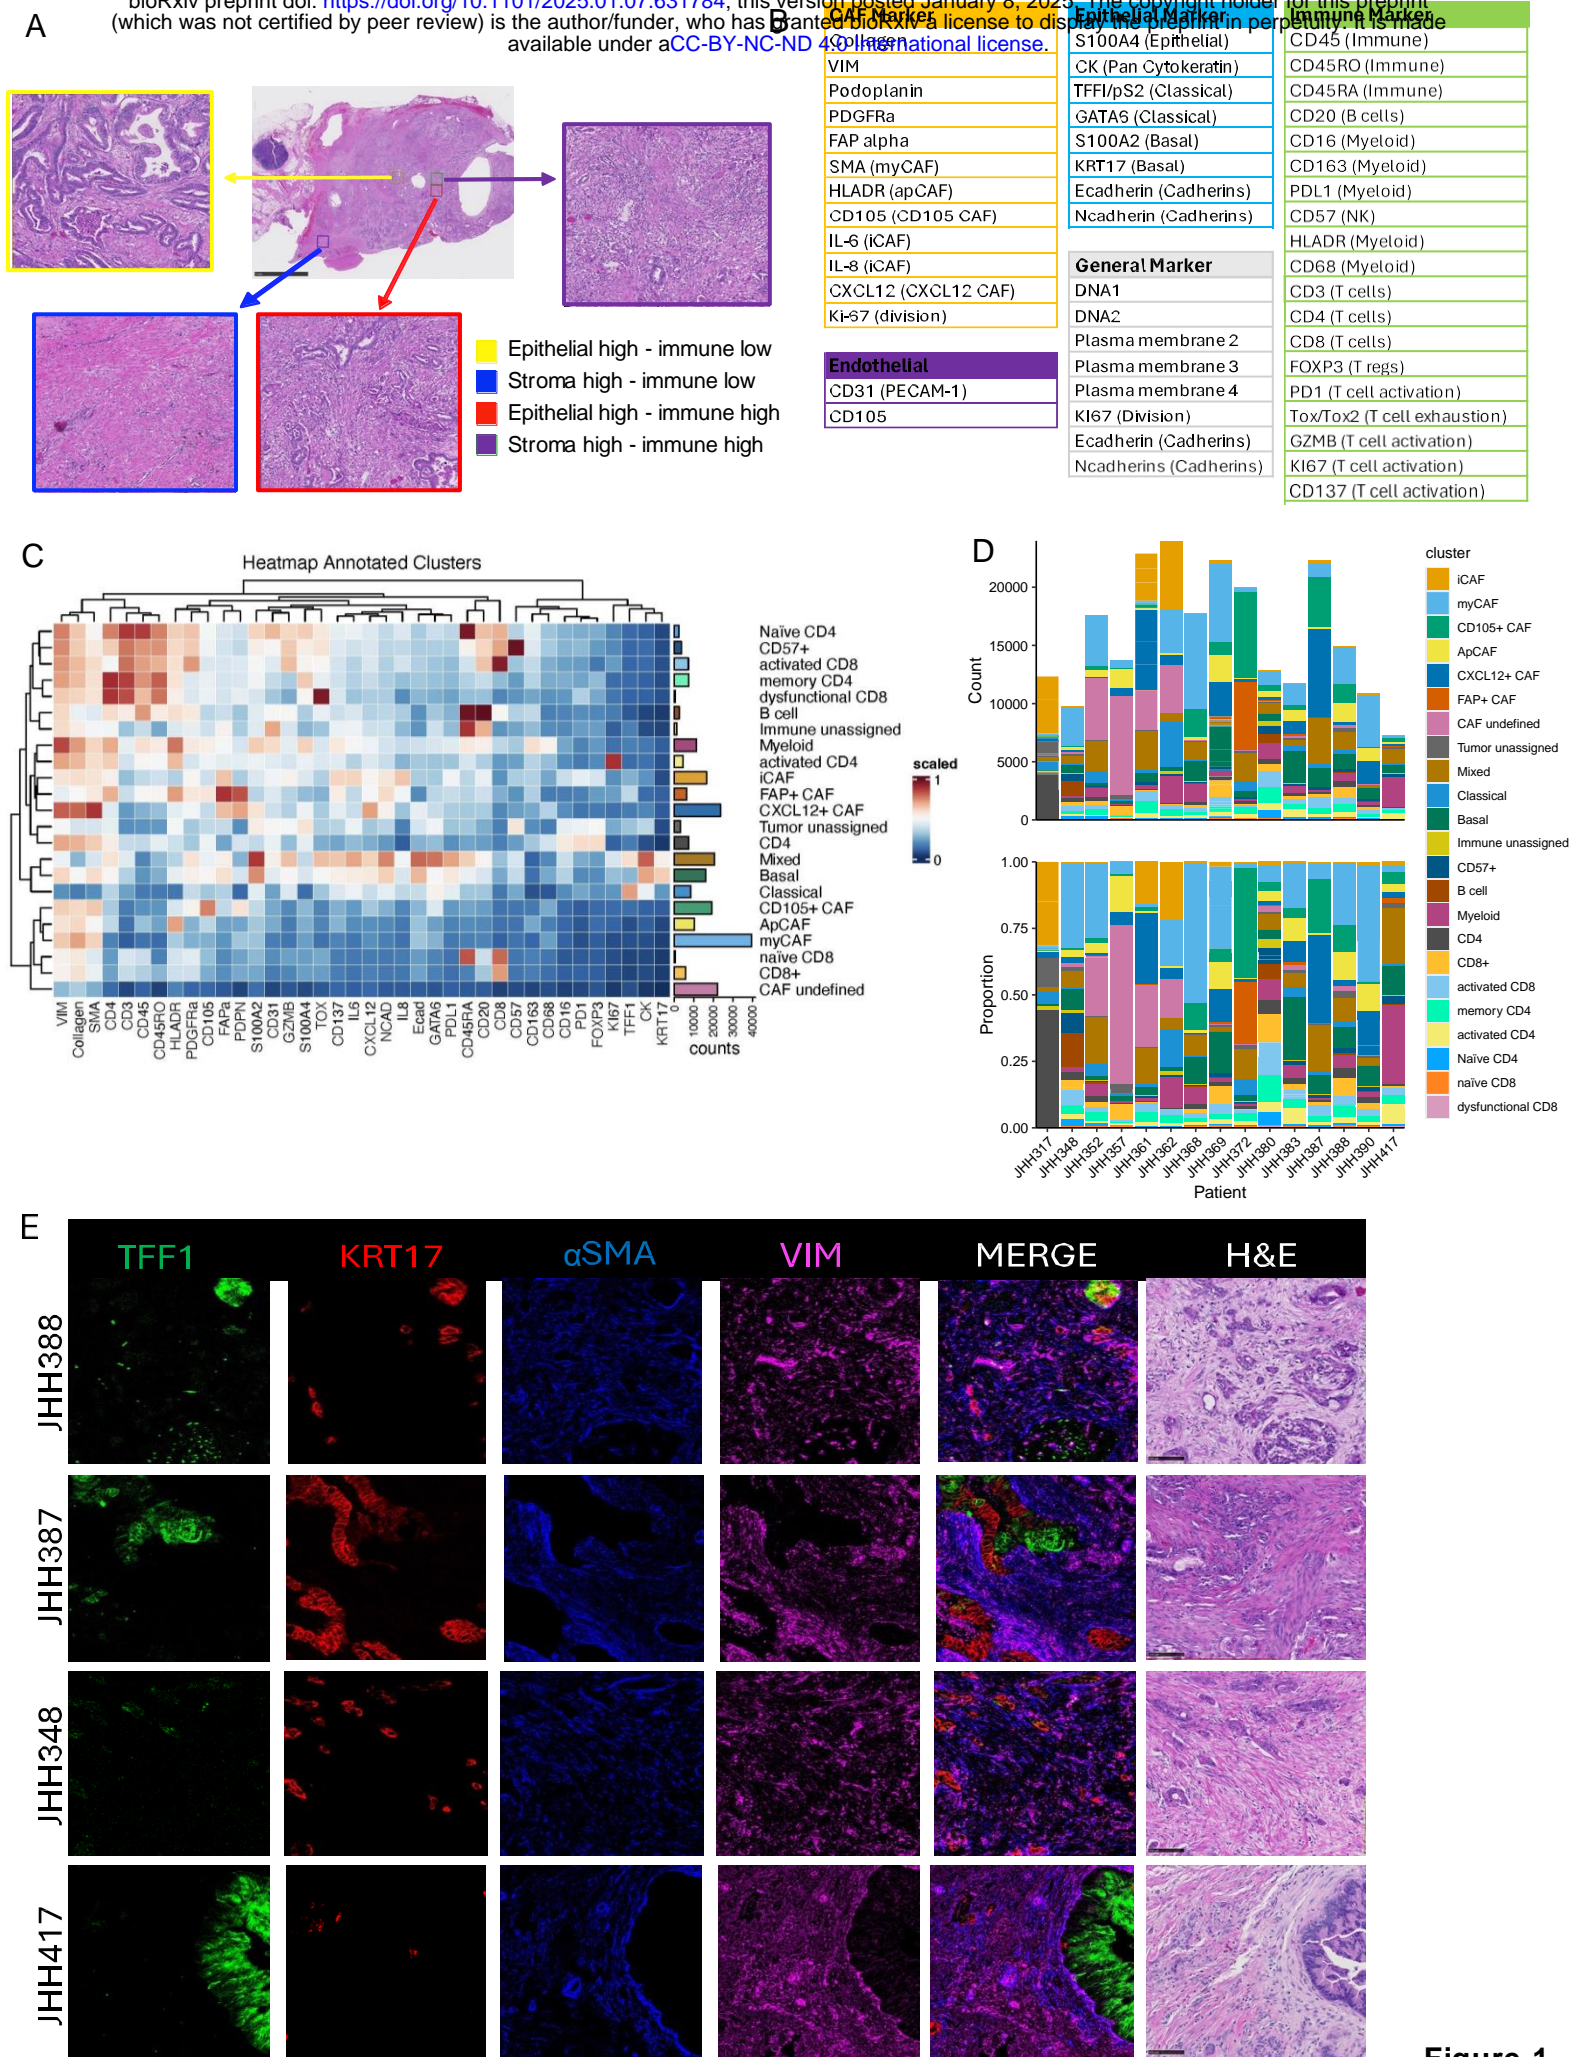 bioRxiv preprint doi: https://doi.org/10.1101/2025.01.07.631784; this version posted January 8, 2025. The copyright holder for this preprint
(which was not certified by peer review) is the author/funder, who has granted bioRxiv a license to display the preprint in perpetuity. It is made
available under aCC-BY-NC-ND 4.0 International license.
A
Epithelial high - immune low
Stroma high - immune low
Epithelial high - immune high
Stroma high - immune high
B
CAF Marker
Collagen
VIM
Podoplanin
PDGFRa
FAP alpha
SMA (myCAF)
HLADR (apCAF)
CD105 (CD105 CAF)
IL-6 (iCAF)
IL-8 (iCAF)
CXCL12 (CXCL12 CAF)
Ki-67 (division)
Endothelial
CD31 (PECAM-1)
CD105
Epithelial Marker
S100A4 (Epithelial)
CK (Pan Cytokeratin)
TFFI/pS2 (Classical)
GATA6 (Classical)
S100A2 (Basal)
KRT17 (Basal)
Ecadherin (Cadherins)
Ncadherin (Cadherins)
General Marker
DNA1
DNA2
Plasma membrane 2
Plasma membrane 3
Plasma membrane 4
KI67 (Division)
Ecadherin (Cadherins)
Ncadherins (Cadherins)
Immune Marker
CD45 (Immune)
CD45RO (Immune)
CD45RA (Immune)
CD20 (B cells)
CD16 (Myeloid)
CD163 (Myeloid)
PDL1 (Myeloid)
CD57 (NK)
HLADR (Myeloid)
CD68 (Myeloid)
CD3 (T cells)
CD4 (T cells)
CD8 (T cells)
FOXP3 (T regs)
PD1 (T cell activation)
Tox/Tox2 (T cell exhaustion)
GZMB (T cell activation)
KI67 (T cell activation)
CD137 (T cell activation)
C
Heatmap Annotated Clusters
Naïve CD4
CD57+
activated CD8
memory CD4
dysfunctional CD8
B cell
Immune unassigned
Myeloid
activated CD4
iCAF
FAP+ CAF
CXCL12+ CAF
Tumor unassigned
CD4
Mixed
Basal
Classical
CD105+ CAF
ApCAF
myCAF
naïve CD8
CD8+
CAF undefined
scaled
1
0
VIM
Collagen
SMA
CD4
CD3
CD45
CD45RO
HLADR
PDGFRa
CD105
FAPa
PDPN
S100A2
CD31
GZMB
S100A4
TOX
CD137
IL6
CXCL12
NCAD
IL8
Ecad
GATA6
PDL1
CD45RA
CD20
CD8
CD57
CD163
CD68
CD16
PD1
FOXP3
KI67
TFF1
CK
KRT17
0
10000
20000
30000
40000
counts
D
Count
20000
15000
10000
5000
0
Proportion
1.00
0.75
0.50
0.25
0.00
JHH317
JHH348
JHH352
JHH357
JHH361
JHH362
JHH368
JHH369
JHH372
JHH380
JHH383
JHH387
JHH388
JHH390
JHH417
Patient
cluster
iCAF
myCAF
CD105+ CAF
ApCAF
CXCL12+ CAF
FAP+ CAF
CAF undefined
Tumor unassigned
Mixed
Classical
Basal
Immune unassigned
CD57+
B cell
Myeloid
CD4
CD8+
activated CD8
memory CD4
activated CD4
Naïve CD4
naïve CD8
dysfunctional CD8
E
TFF1 KRT17 αSMA VIM MERGE H&E
JHH388
JHH387
JHH348
JHH417
Figure 1